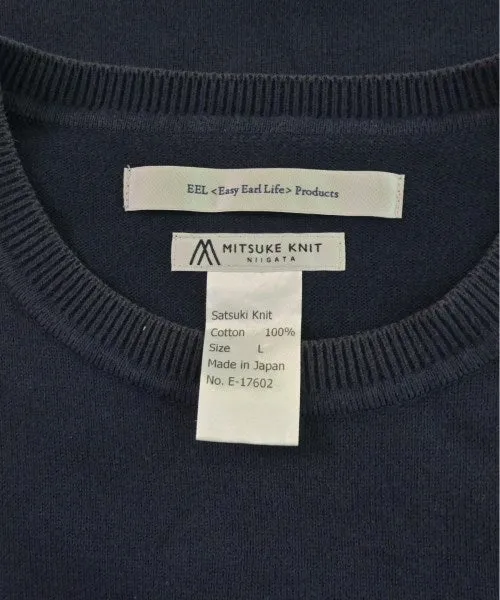 EEL <Easy Earl Life> Products
MITSUKE KNIT
NIIGATA
Satsuki Knit
Cotton 100%
Size L
Made in Japan
No. E-17602